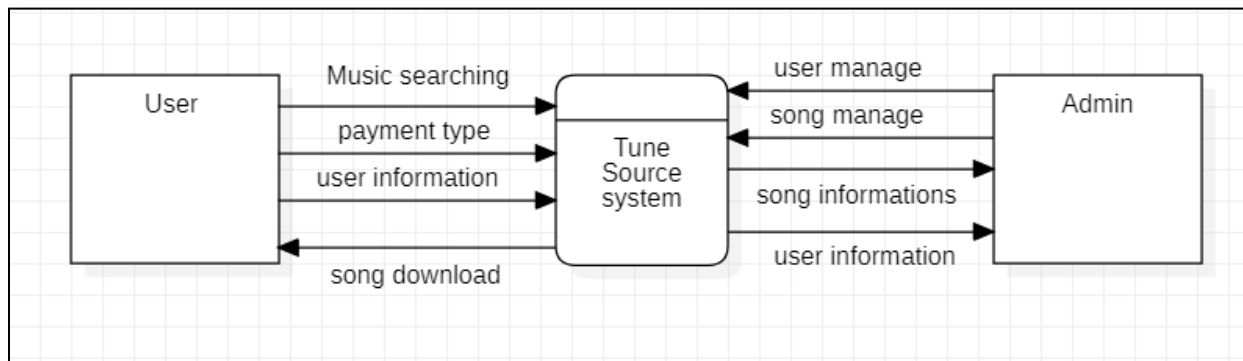 User
Music searching
payment type
user information
song download
Tune
Source
system
user manage
song manage
song informations
user information
Admin